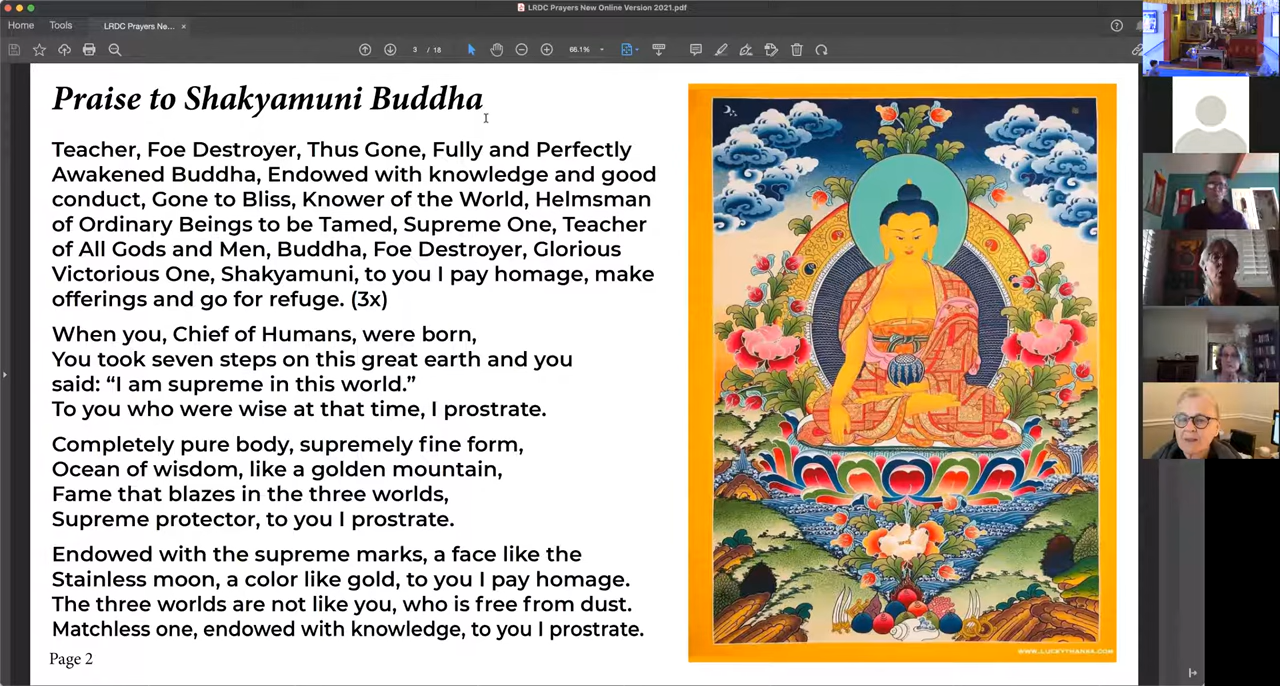 LRDC Prayers New Online Version 2021.pdf
Home Tools LRDC Prayers Ne... ×
3 / 18 66.1%
Praise to Shakyamuni Buddha
Teacher, Foe Destroyer, Thus Gone, Fully and Perfectly
Awakened Buddha, Endowed with knowledge and good
conduct, Gone to Bliss, Knower of the World, Helmsman
of Ordinary Beings to be Tamed, Supreme One, Teacher
of All Gods and Men, Buddha, Foe Destroyer, Glorious
Victorious One, Shakyamuni, to you I pay homage, make
offerings and go for refuge. (3x)
When you, Chief of Humans, were born,
You took seven steps on this great earth and you
said: “I am supreme in this world.”
To you who were wise at that time, I prostrate.
Completely pure body, supremely fine form,
Ocean of wisdom, like a golden mountain,
Fame that blazes in the three worlds,
Supreme protector, to you I prostrate.
Endowed with the supreme marks, a face like the
Stainless moon, a color like gold, to you I pay homage.
The three worlds are not like you, who is free from dust.
Matchless one, endowed with knowledge, to you I prostrate.
Page 2
WWW.LUCKYTHANKA.COM